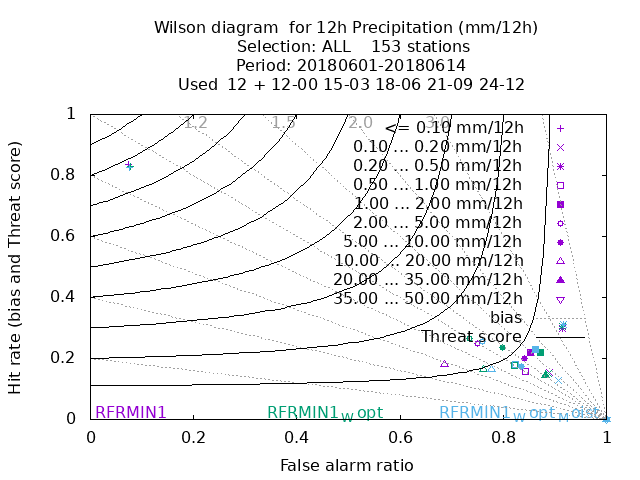 Wilson diagram  for 12h Precipitation (mm/12h)
Selection: ALL    153 stations
Period: 20180601-20180614
Used  12 + 12-00 15-03 18-06 21-09 24-12
1.2 1.5 2.0 3.0
<= 0.10 mm/12h
0.10 ... 0.20 mm/12h
0.20 ... 0.50 mm/12h
0.50 ... 1.00 mm/12h
1.00 ... 2.00 mm/12h
2.00 ... 5.00 mm/12h
5.00 ... 10.00 mm/12h
10.00 ... 20.00 mm/12h
20.00 ... 35.00 mm/12h
35.00 ... 50.00 mm/12h
bias
Threat score
1
0.8
0.6
0.4
0.2
0
Hit rate (bias and Threat score)
RFRMIN1 RFRMIN1Wopt RFRMIN1WoptMoist
0 0.2 0.4 0.6 0.8 1
False alarm ratio